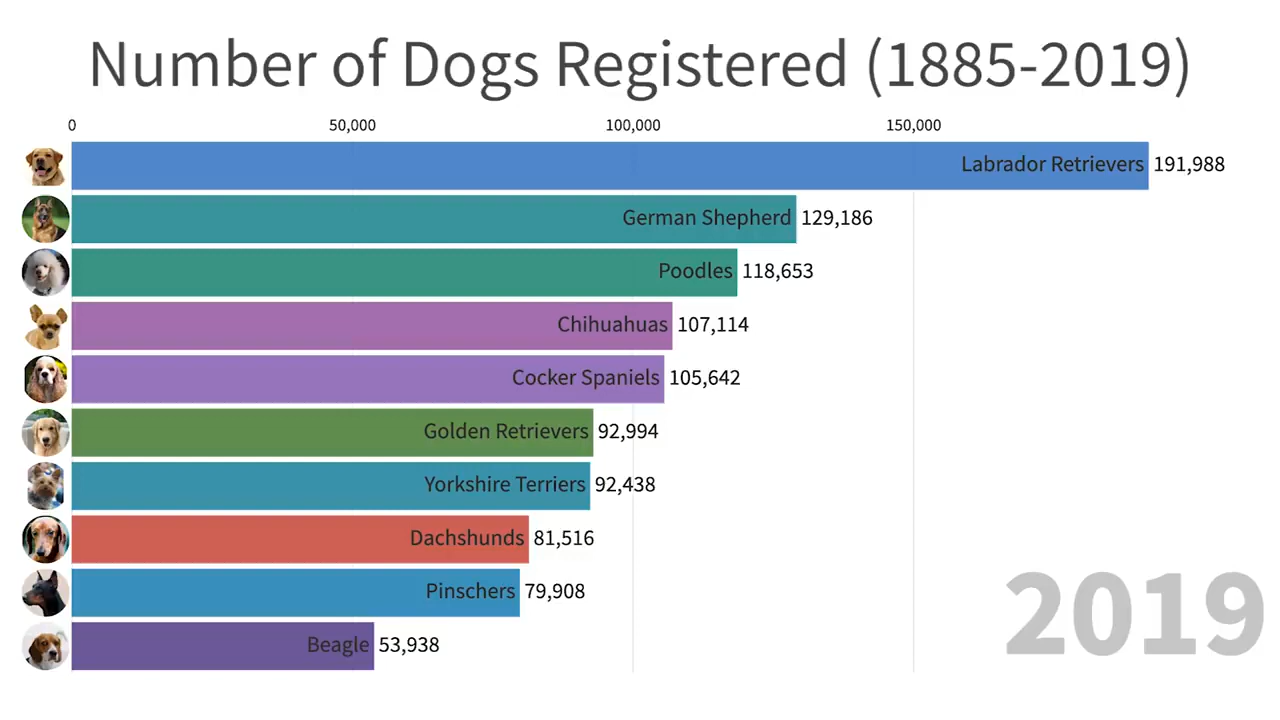 Number of Dogs Registered (1885-2019)
0 50,000 100,000 150,000
Labrador Retrievers 191,988
German Shepherd 129,186
Poodles 118,653
Chihuahuas 107,114
Cocker Spaniels 105,642
Golden Retrievers 92,994
Yorkshire Terriers 92,438
Dachshunds 81,516
Pinschers 79,908
Beagle 53,938
2019